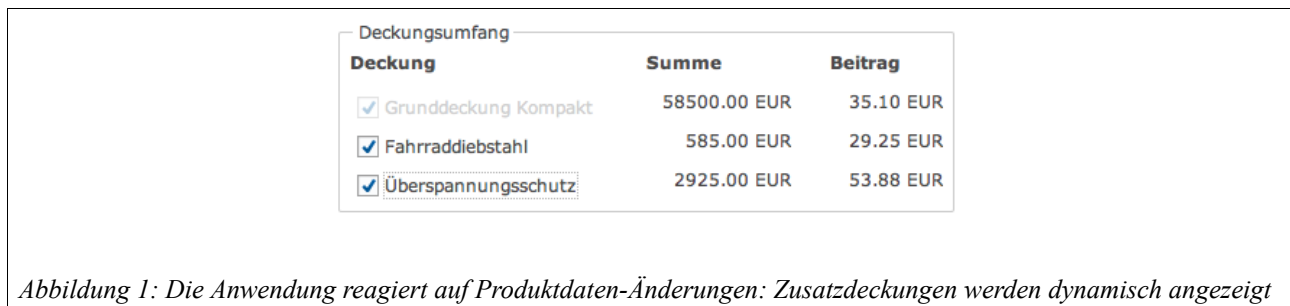 Deckungsumfang
Deckung Summe Beitrag
Grunddeckung Kompakt 58500.00 EUR 35.10 EUR
Fahrraddiebstahl 585.00 EUR 29.25 EUR
Überspannungsschutz 2925.00 EUR 53.88 EUR
Abbildung 1: Die Anwendung reagiert auf Produktdaten-Änderungen: Zusatzdeckungen werden dynamisch angezeigt